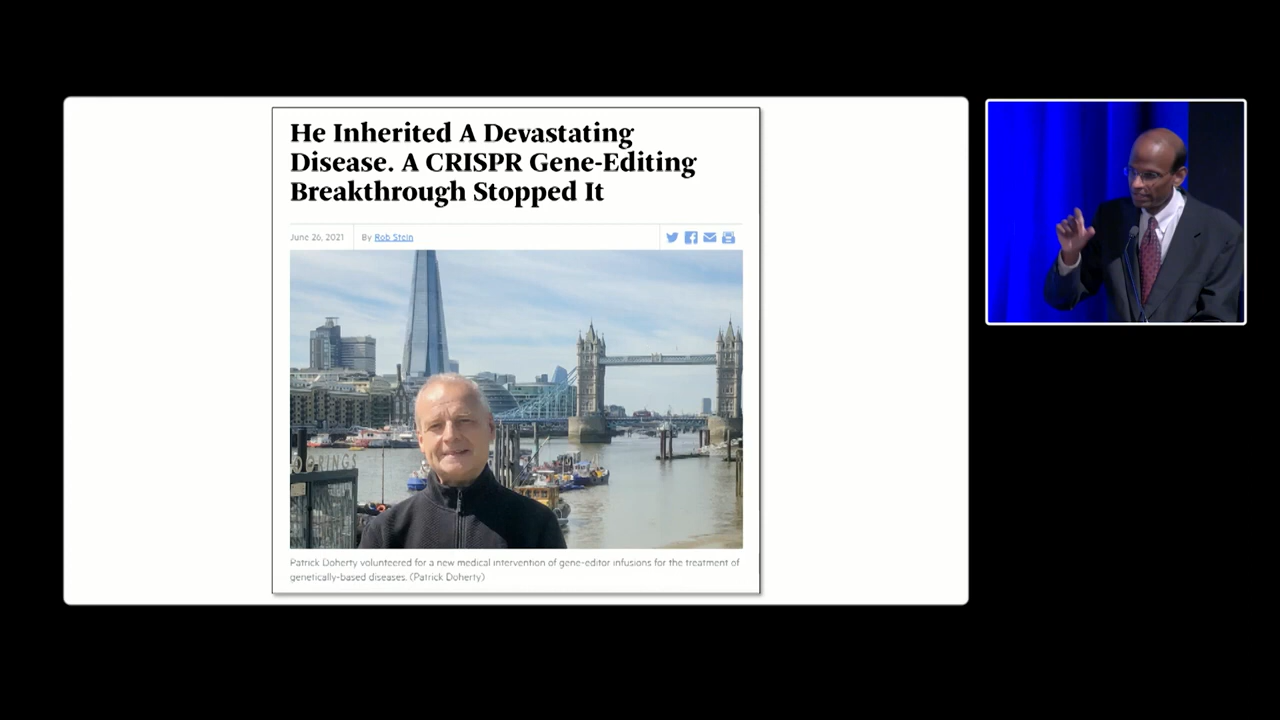 He Inherited A Devastating
Disease. A CRISPR Gene-Editing
Breakthrough Stopped It
June 26, 2021
By Rob Stein
Patrick Doherty volunteered for a new medical intervention of gene-editor infusions for the treatment of
genetically-based diseases. (Patrick Doherty)